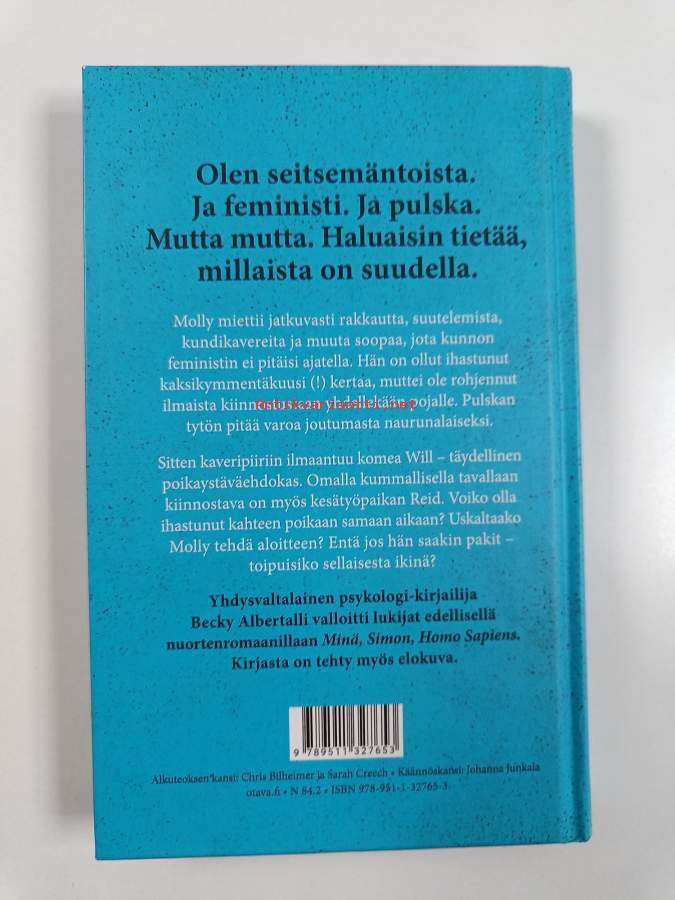 Olen seitsemäntoista.
Ja feministi. Ja pulska.
Mutta mutta. Haluaisin tietää,
millaista on suudella.
Molly miettii jatkuvasti rakkautta, suutelemista,
kundikavereita ja muuta soopaa, jota kunnon
feministin ei pitäisi ajatella. Hän on ollut ihastunut
kaksikymmentäkuusi (!) kertaa, muttei ole rohjennut
ilmaista pojalle. Pulskan
tytön pitää varoa joutumasta naurunalaiseksi.
Sitten kaveripiiriin ilmaantuu komea Will – täydellinen
poikaystäväehdokas. Omalla kummallisella tavallaan
kiinnostava on myös kesätyöpaikan Reid. Voiko olla
ihastunut kahteen poikaan samaan aikaan? Uskaltaako
Molly tehdä aloitteen? Entä jos hän saakin pakit –
toipuisiko sellaisesta ikinä?
Yhdysvaltalainen psykologi-kirjailija
Becky Albertalli valloitti lukijat edellisellä
nuortenromaanillaan Minä, Simon, Homo Sapiens.
Kirjasta on tehty myös elokuva.
9 789511 327653
Alkuteoksen kansi: Chris Bilheimer ja Sarah Creech • Käännöskansi: Johanna Junkala
otava.fi • N 84.2 • ISBN 978-951-1-32765-3